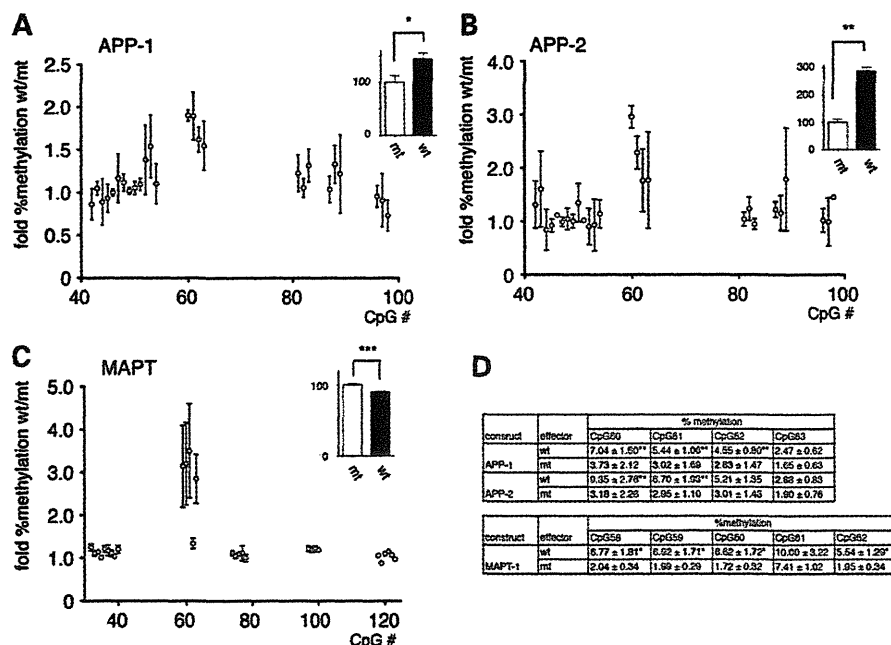 A
APP-1
fold %methylation wt/mt
2.5
2.0
1.5
1.0
0.5
0
40
60
80
100
CpG #
*
100
0
mt
wt
B
APP-2
fold %methylation wt/mt
4.0
3.0
2.0
1.0
0
40
60
80
100
CpG #
**
300
200
100
0
mt
wt
C
MAPT
fold %methylation wt/mt
5.0
4.0
3.0
2.0
1.0
0
40
60
80
100
120
CpG #
***
100
0
mt
wt
D
% methylation
construct effector CpG60 CpG61 CpG62 CpG63
wt 7.04 ± 1.60** 5.44 ± 1.06** 4.55 ± 0.80** 2.47 ± 0.62
APP-1 mt 3.73 ± 2.12 3.02 ± 1.69 2.83 ± 1.47 1.65 ± 0.63
wt 9.35 ± 2.76** 6.70 ± 1.93** 5.21 ± 1.35 2.88 ± 0.83
APP-2 mt 3.18 ± 2.26 2.95 ± 1.10 3.01 ± 1.43 1.90 ± 0.76
%methylation
construct effector CpG58 CpG59 CpG60 CpG61 CpG62
wt 6.77 ± 1.81* 6.92 ± 1.71* 6.62 ± 1.72* 10.00 ± 3.22 5.54 ± 1.29*
MAPT-1 mt 2.04 ± 0.34 1.99 ± 0.29 1.72 ± 0.32 7.41 ± 1.02 1.95 ± 0.34